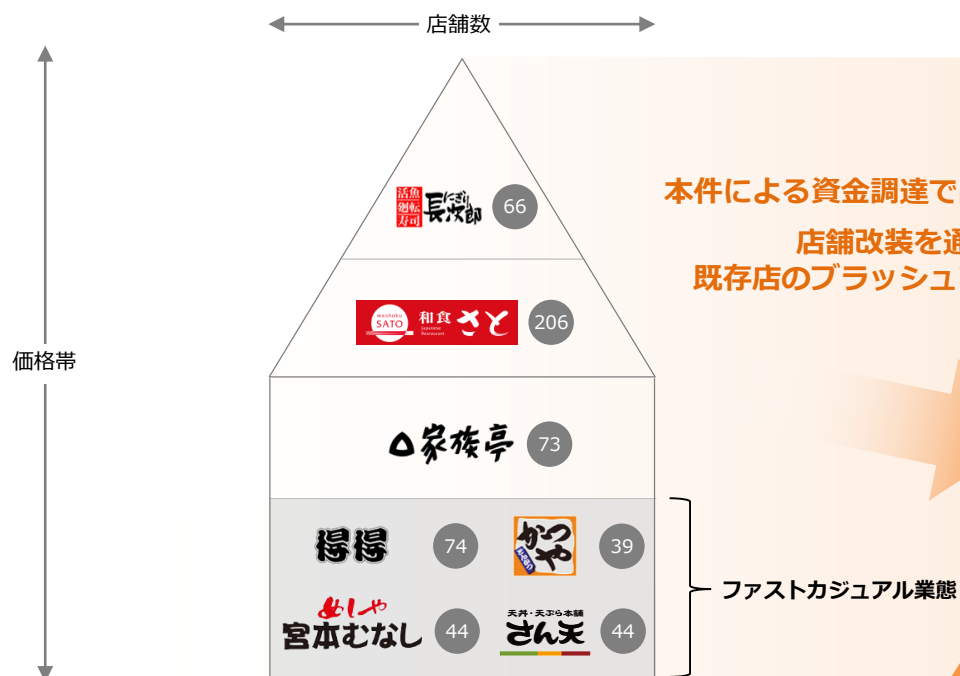 店舗数
価格帯
活魚
廻転
寿司
にぎり
長次郎
66
本件による資金調達で
店舗改装を通
既存店のブラッシュ
washoku
SATO
和食
Japanese
Restaurant
さと
206
家族亭
73
得得
74
かつや
39
めしや
宮本むなし
44
天丼・天ぷら本舗
さん天
44
ファストカジュアル業態